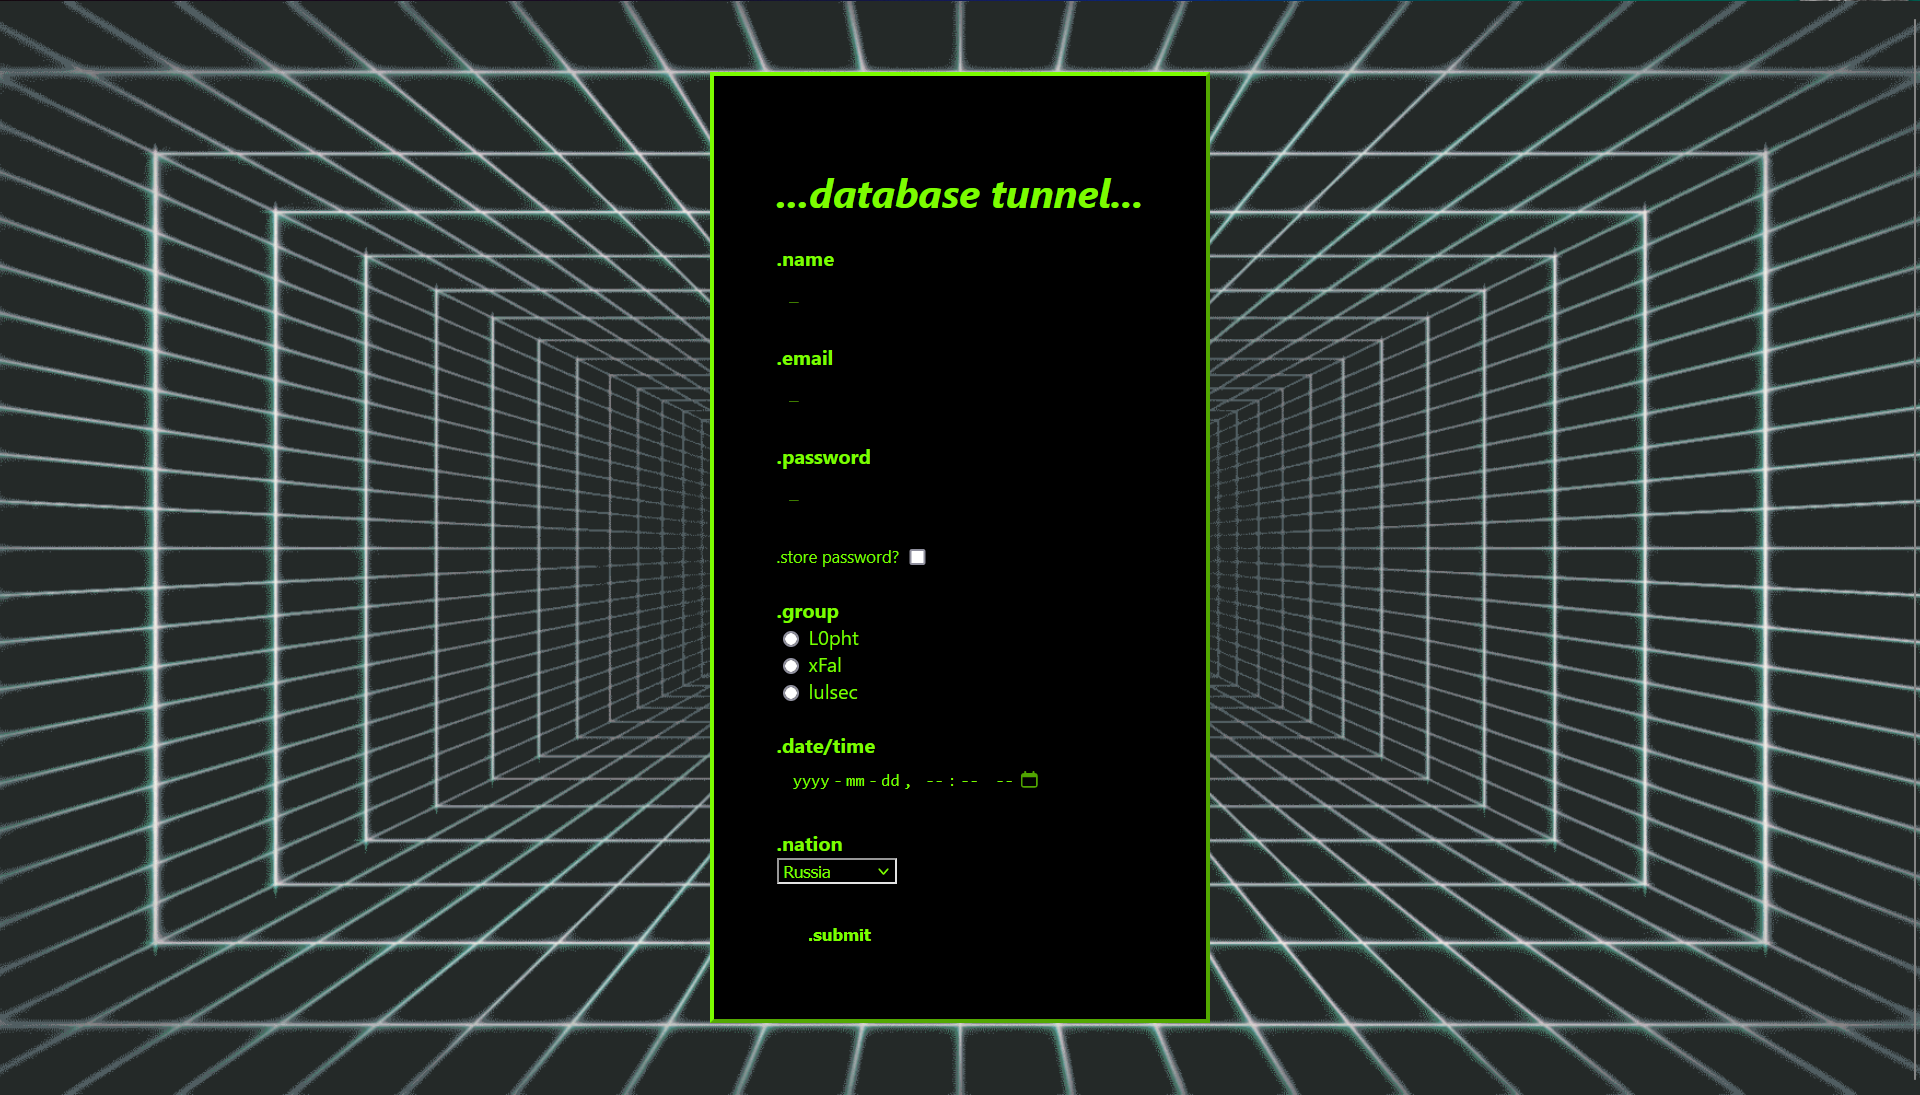 ...database tunnel...
.name
_
.email
_
.password
_
.store password?
.group
L0pht
xFal
lulsec
.date/time
yyyy-mm-dd, --:-- --
.nation
Russia
.submit